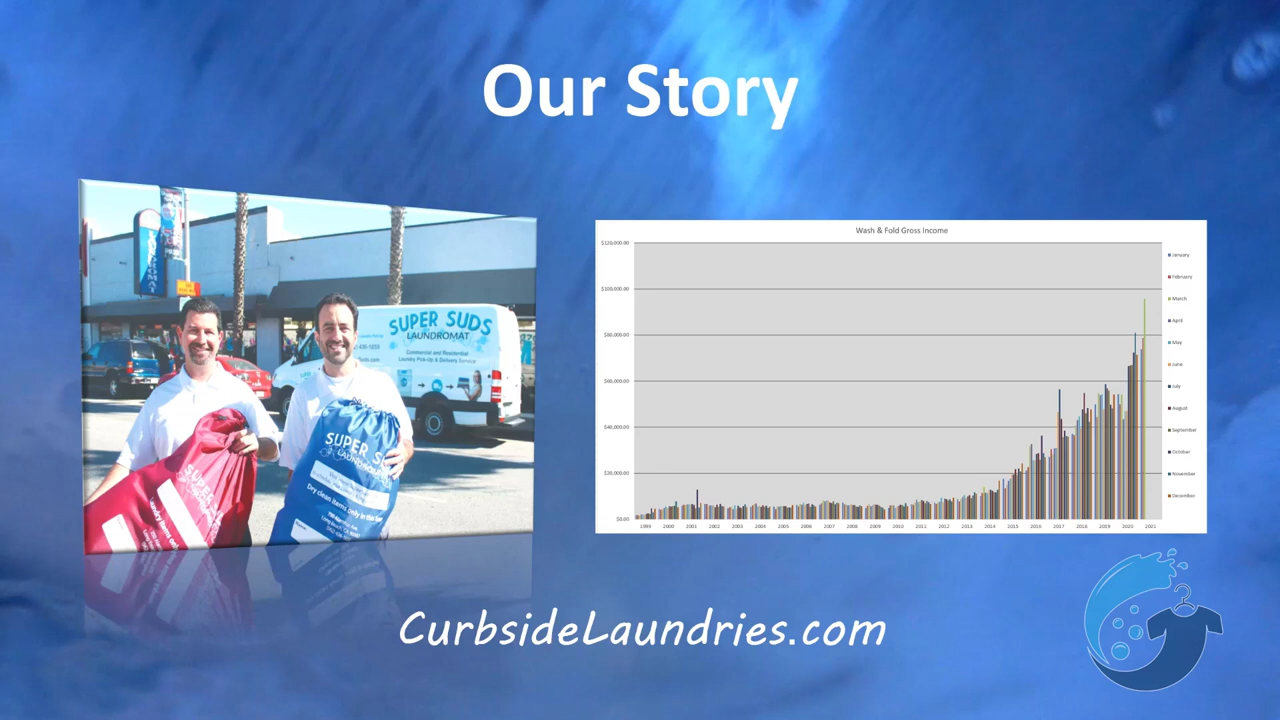 Our Story
LAUNDROMAT
SUPER SUDS
LAUNDROMAT
Commercial and Residential
Laundry Pick-Up & Delivery Service
SUPER SUDS
SUPER S
LAUNDROMAT
Dry clean items only in this bag
Wash & Fold Gross Income
$120,000.00
$100,000.00
$80,000.00
$60,000.00
$40,000.00
$20,000.00
$0.00
1999 2000 2001 2002 2003 2004 2005 2006 2007 2008 2009 2010 2011 2012 2013 2014 2015 2016 2017 2018 2019 2020 2021
January
February
March
April
May
June
July
August
September
October
November
December
CurbsideLaundries.com